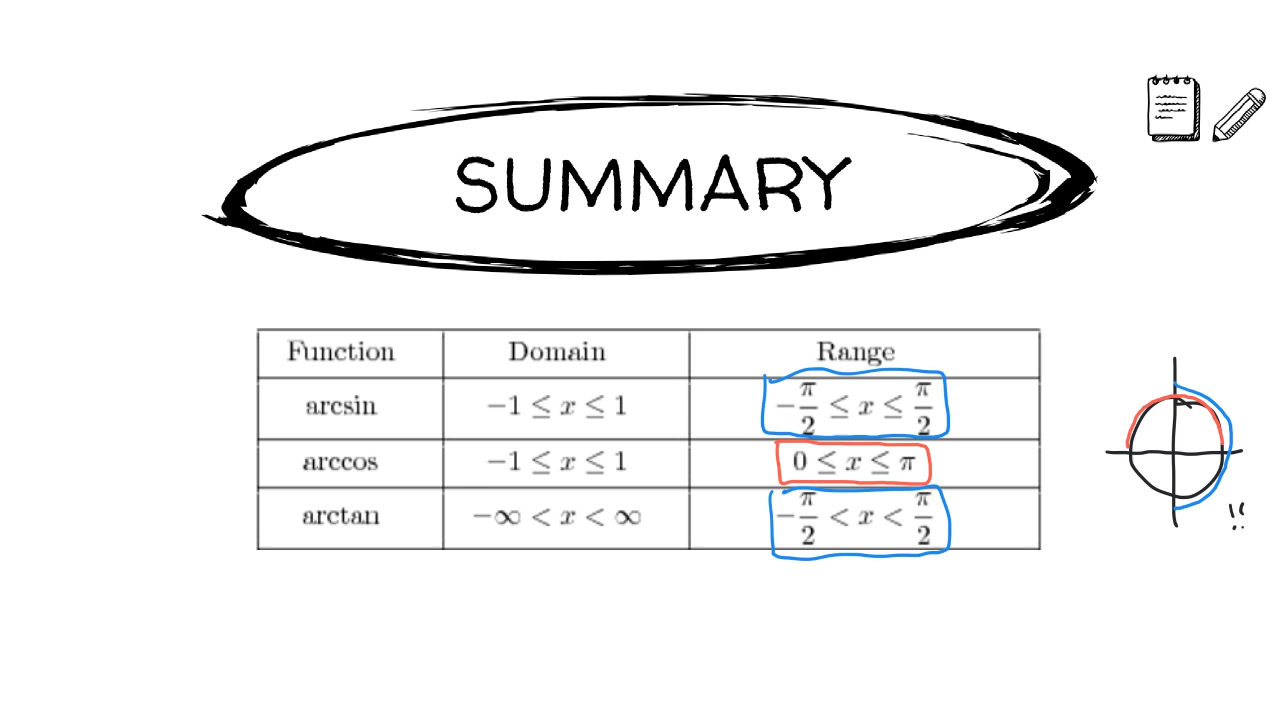 SUMMARY
Function Domain Range
arcsin −1 ≤ x ≤ 1 −π/2 ≤ x ≤ π/2
arccos −1 ≤ x ≤ 1 0 ≤ x ≤ π
arctan −∞ < x < ∞ −π/2 < x < π/2